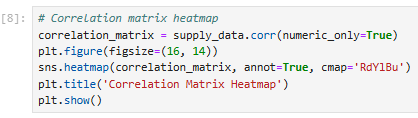 [8]: # Correlation matrix heatmap
correlation_matrix = supply_data.corr(numeric_only=True)
plt.figure(figsize=(16, 14))
sns.heatmap(correlation_matrix, annot=True, cmap='RdYlBu')
plt.title('Correlation Matrix Heatmap')
plt.show()